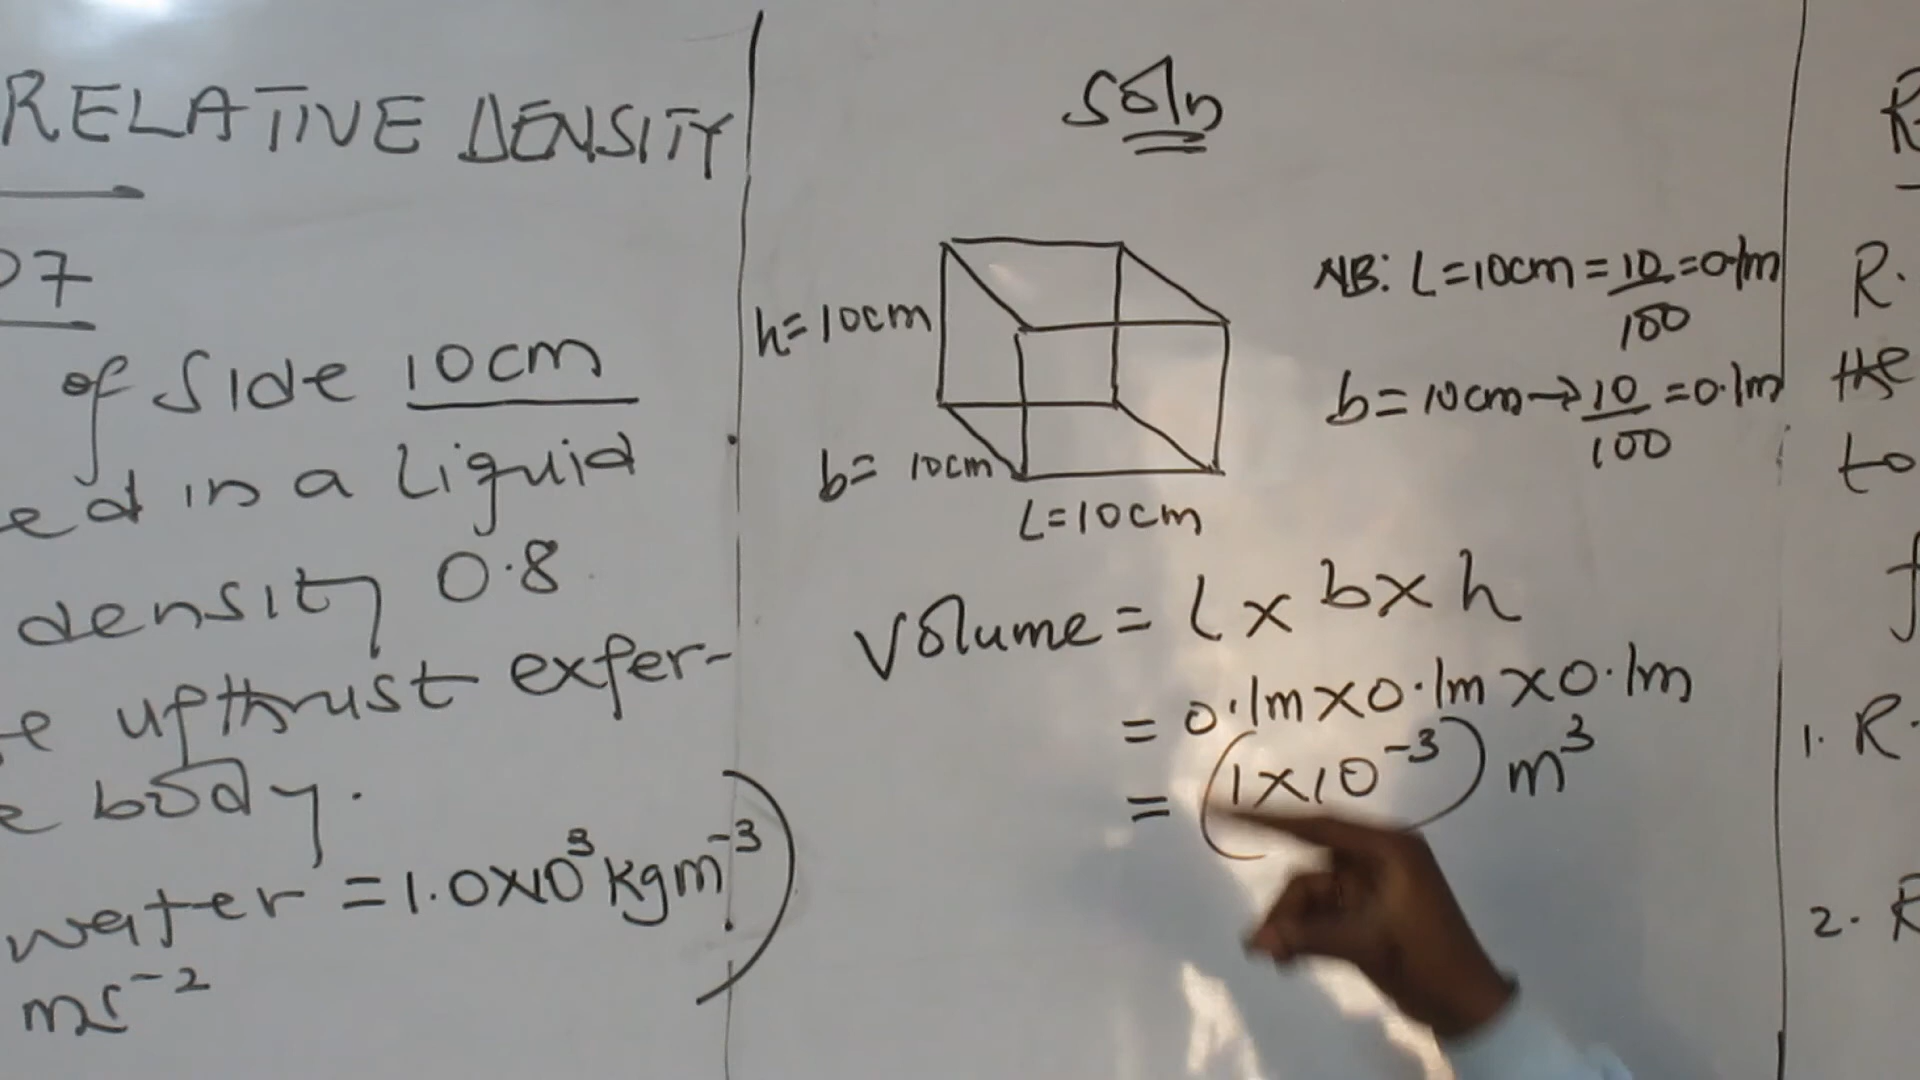 RELATIVE DENSITY
07
of side 10cm
ed in a liquid
density 0.8
e upthrust exper-
e body.
water = 1.0x10³ kgm⁻³)
ms⁻²
Soln
h=10cm
b= 10cm
L=10cm
NB: L=10cm = 10/100 = 0.1m
b=10cm → 10/100 = 0.1m
Volume = l x b x h
= 0.1m x 0.1m x 0.1m
= (1x10⁻³) m³
R.
the
to
f
1. R.
2. R